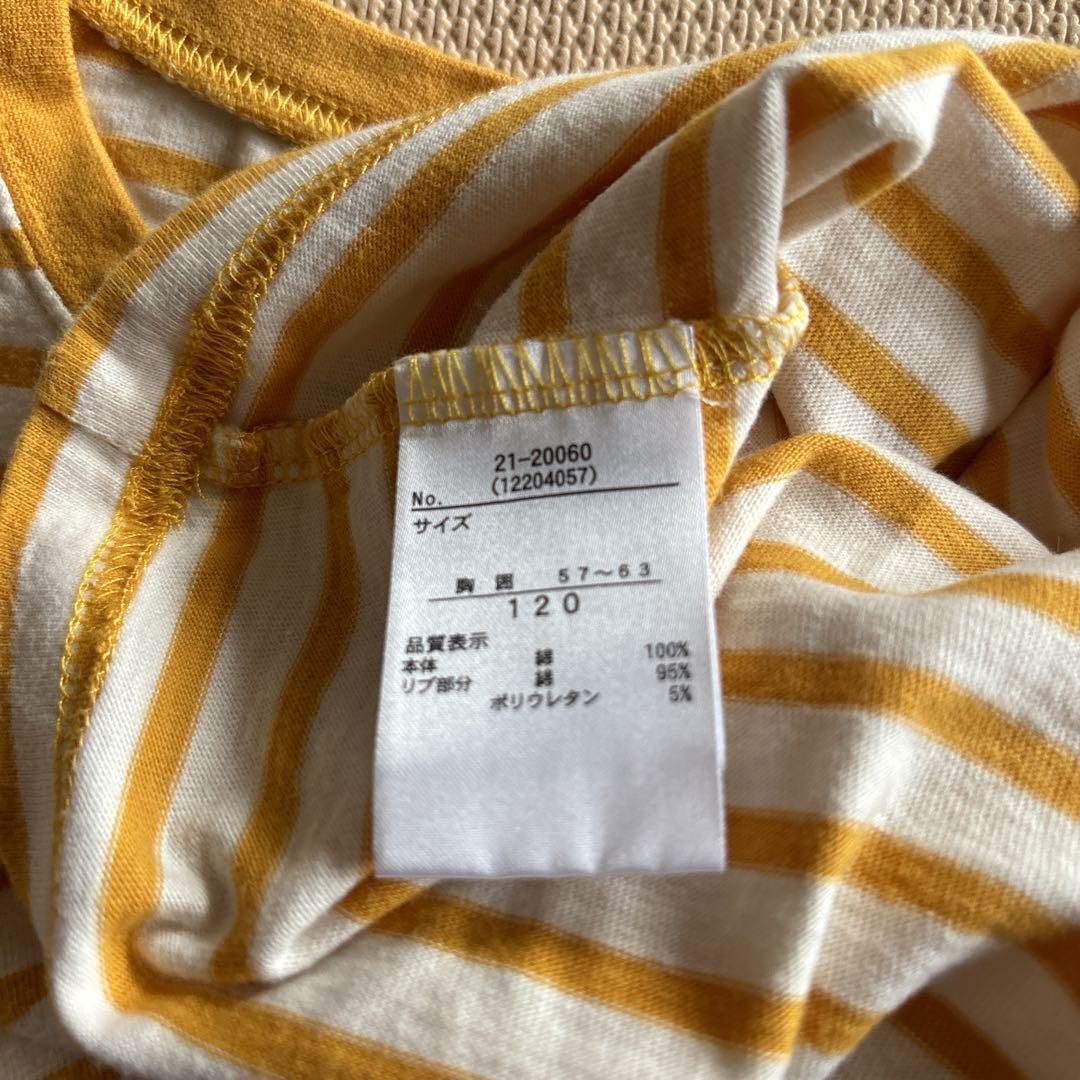 21-20060
No. (12204057)
サイズ
胸囲 57～63
120
品質表示
本体 綿 100%
リブ部分 綿 95%
ポリウレタン 5%